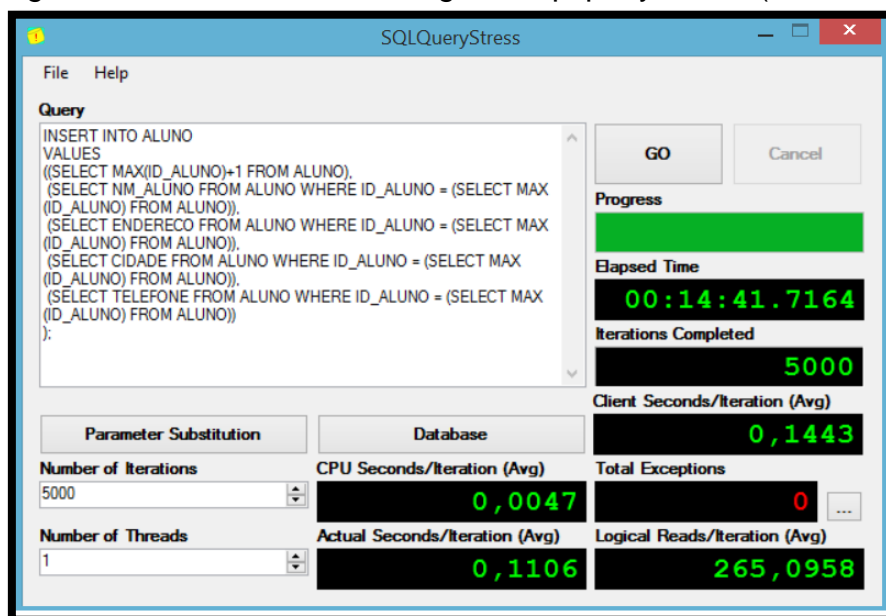 SQLQueryStress
File Help
Query
INSERT INTO ALUNO
VALUES
((SELECT MAX(ID_ALUNO)+1 FROM ALUNO),
(SELECT NM_ALUNO FROM ALUNO WHERE ID_ALUNO = (SELECT MAX
(ID_ALUNO) FROM ALUNO)),
(SELECT ENDERECO FROM ALUNO WHERE ID_ALUNO = (SELECT MAX
(ID_ALUNO) FROM ALUNO)),
(SELECT CIDADE FROM ALUNO WHERE ID_ALUNO = (SELECT MAX
(ID_ALUNO) FROM ALUNO)),
(SELECT TELEFONE FROM ALUNO WHERE ID_ALUNO = (SELECT MAX
(ID_ALUNO) FROM ALUNO))
);
GO
Cancel
Progress
Elapsed Time
00:14:41.7164
Iterations Completed
5000
Client Seconds/Iteration (Avg)
0,1443
Parameter Substitution
Database
Number of Iterations
5000
CPU Seconds/Iteration (Avg)
0,0047
Total Exceptions
0
...
Number of Threads
1
Actual Seconds/Iteration (Avg)
0,1106
Logical Reads/Iteration (Avg)
265,0958